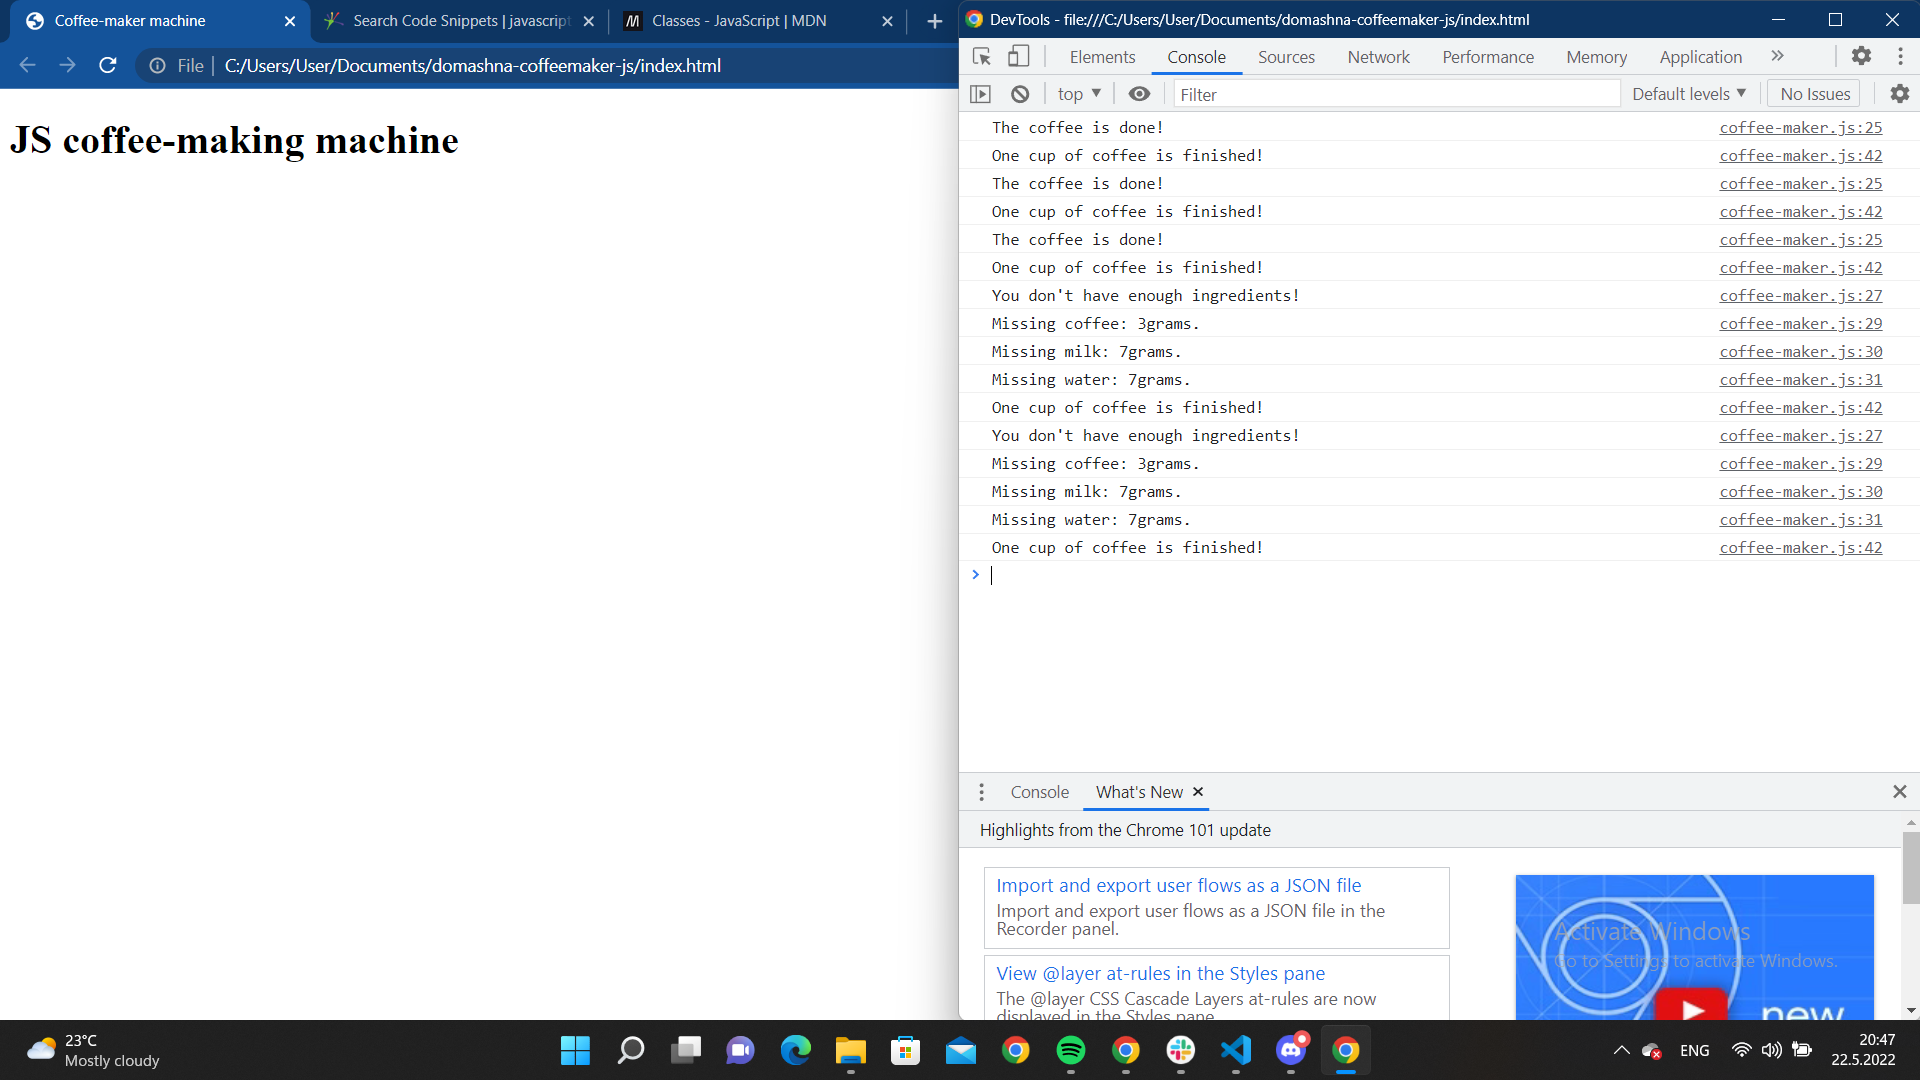 Coffee-maker machine
Search Code Snippets | javascript
Classes - JavaScript | MDN
File
C:/Users/User/Documents/domashna-coffeemaker-js/index.html
JS coffee-making machine
DevTools - file:///C:/Users/User/Documents/domashna-coffeemaker-js/index.html
Elements Console Sources Network Performance Memory Application
top Filter Default levels No Issues
The coffee is done! coffee-maker.js:25
One cup of coffee is finished! coffee-maker.js:42
The coffee is done! coffee-maker.js:25
One cup of coffee is finished! coffee-maker.js:42
The coffee is done! coffee-maker.js:25
One cup of coffee is finished! coffee-maker.js:42
You don't have enough ingredients! coffee-maker.js:27
Missing coffee: 3grams. coffee-maker.js:29
Missing milk: 7grams. coffee-maker.js:30
Missing water: 7grams. coffee-maker.js:31
One cup of coffee is finished! coffee-maker.js:42
You don't have enough ingredients! coffee-maker.js:27
Missing coffee: 3grams. coffee-maker.js:29
Missing milk: 7grams. coffee-maker.js:30
Missing water: 7grams. coffee-maker.js:31
One cup of coffee is finished! coffee-maker.js:42
Console What's New
Highlights from the Chrome 101 update
Import and export user flows as a JSON file
Import and export user flows as a JSON file in the
Recorder panel.
View @layer at-rules in the Styles pane
The @layer CSS Cascade Layers at-rules are now
displayed in the Styles pane
Activate Windows
Go to Settings to activate Windows.
new
23°C
Mostly cloudy
ENG
20:47
22.5.2022